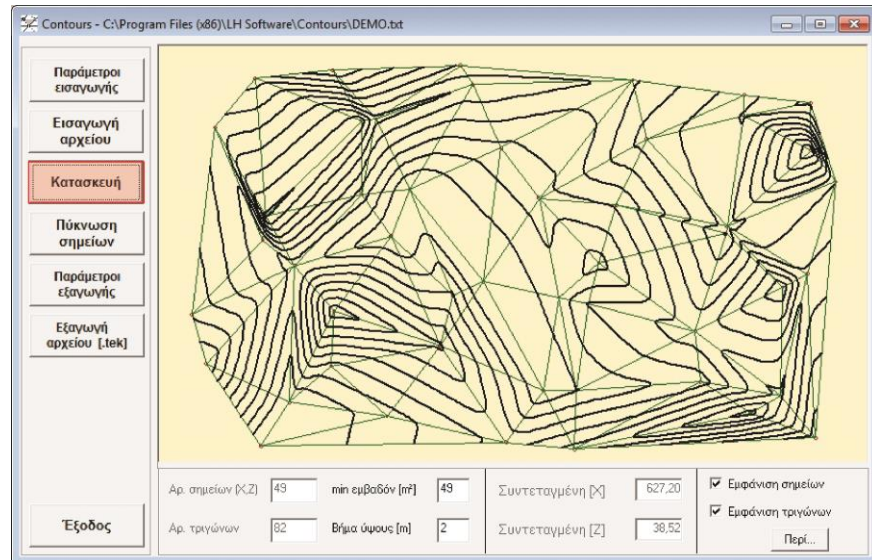 Contours - C:\Program Files (x86)\LH Software\Contours\DEMO.txt
Παράμετροι
εισαγωγής
Εισαγωγή
αρχείου
Κατασκευή
Πύκνωση
σημείων
Παράμετροι
εξαγωγής
Εξαγωγή
αρχείου [.tek]
Έξοδος
Αρ. σημείων (X,Z) 49 min εμβαδόν [m²] 49 Συντεταγμένη [X] 627,20 Εμφάνιση σημείων
Εμφάνιση τριγώνων
Αρ. τριγώνων 82 Βήμα ύψους [m] 2 Συντεταγμένη [Z] 38,52
Περί...